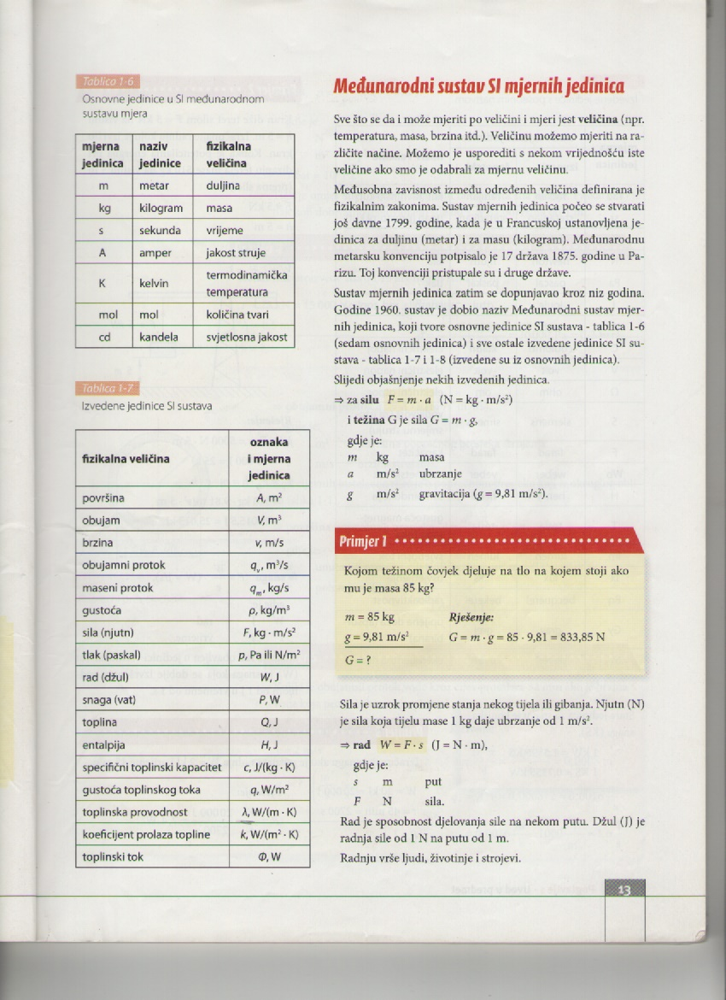 Tablica 1-6
Osnovne jedinice u SI međunarodnom
sustavu mjera
mjerna jedinica naziv jedinice fizikalna veličina
m metar duljina
kg kilogram masa
s sekunda vrijeme
A amper jakost struje
K kelvin termodinamička temperatura
mol mol količina tvari
cd kandela svjetlosna jakost
Tablica 1-7
Izvedene jedinice SI sustava
fizikalna veličina oznaka i mjerna jedinica
površina A, m²
obujam V, m³
brzina v, m/s
obujamni protok qᵥ, m³/s
maseni protok qₘ, kg/s
gustoća ρ, kg/m³
sila (njutn) F, kg · m/s²
tlak (paskal) p, Pa ili N/m²
rad (džul) W, J
snaga (vat) P, W
toplina Q, J
entalpija H, J
specifični toplinski kapacitet c, J/(kg · K)
gustoća toplinskog toka q, W/m²
toplinska provodnost λ, W/(m · K)
koeficijent prolaza topline k, W/(m² · K)
toplinski tok Φ, W
Međunarodni sustav SI mjernih jedinica
Sve što se da i može mjeriti po veličini i mjeri jest veličina (npr.
temperatura, masa, brzina itd.). Veličinu možemo mjeriti na ra-
zličite načine. Možemo je usporediti s nekom vrijednošću iste
veličine ako smo je odabrali za mjernu veličinu.
Međusobna zavisnost između određenih veličina definirana je
fizikalnim zakonima. Sustav mjernih jedinica počeo se stvarati
još davne 1799. godine, kada je u Francuskoj ustanovljena je-
dinica za duljinu (metar) i za masu (kilogram). Međunarodnu
metarsku konvenciju potpisalo je 17 država 1875. godine u Pa-
rizu. Toj konvenciji pristupale su i druge države.
Sustav mjernih jedinica zatim se dopunjavao kroz niz godina.
Godine 1960. sustav je dobio naziv Međunarodni sustav mjer-
nih jedinica, koji tvore osnovne jedinice SI sustava - tablica 1-6
(sedam osnovnih jedinica) i sve ostale izvedene jedinice SI su-
stava - tablica 1-7 i 1-8 (izvedene su iz osnovnih jedinica).
Slijedi objašnjenje nekih izvedenih jedinica.
⇒ za silu F = m · a (N = kg · m/s²)
i težina G je sila G = m · g,
gdje je:
m kg masa
a m/s² ubrzanje
g m/s² gravitacija (g = 9,81 m/s²).
Primjer 1
Kojom težinom čovjek djeluje na tlo na kojem stoji ako
mu je masa 85 kg?
m = 85 kg Rješenje:
g = 9,81 m/s² G = m · g = 85 · 9,81 = 833,85 N
G = ?
Sila je uzrok promjene stanja nekog tijela ili gibanja. Njutn (N)
je sila koja tijelu mase 1 kg daje ubrzanje od 1 m/s².
⇒ rad W = F · s (J = N · m),
gdje je:
s m put
F N sila.
Rad je sposobnost djelovanja sile na nekom putu. Džul (J) je
radnja sile od 1 N na putu od 1 m.
Radnju vrše ljudi, životinje i strojevi.
13